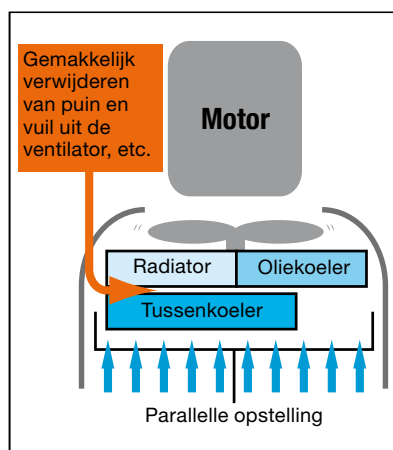 Gemakkelijk
verwijderen
van puin en
vuil uit de
ventilator, etc.
Motor
Radiator
Oliekoeler
Tussenkoeler
Parallelle opstelling